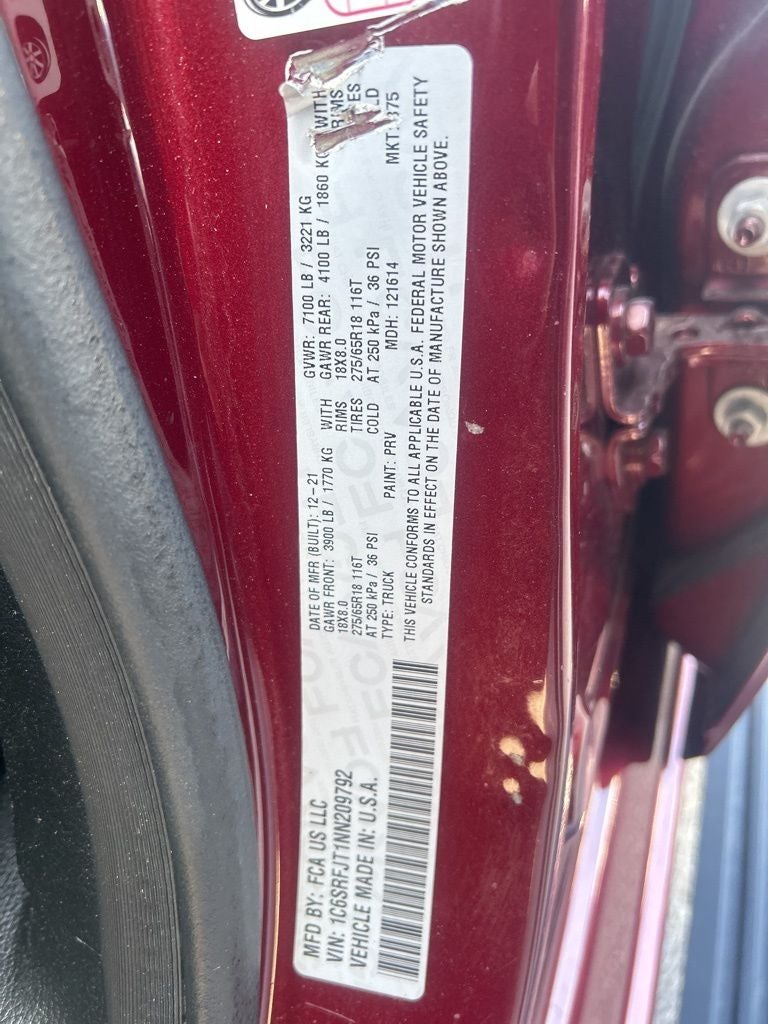 MFD BY: FCA US LLC
VIN: 1C6SRFJT1NN209792
VEHICLE MADE IN: U.S.A.
DATE OF MFR (BUILT): 12-21 GVWR: 7100 LB / 3221 KG
GAWR FRONT: 3900 LB / 1770 KG WITH GAWR REAR: 4100 LB / 1860 KG WITH
18X8.0 RIMS 18X8.0 RIMS
275/65R18 116T TIRES 275/65R18 116T
AT 250 kPa / 36 PSI COLD AT 250 kPa / 36 PSI
TYPE: TRUCK PAINT: PRV MDH: 121614 MKT:
THIS VEHICLE CONFORMS TO ALL APPLICABLE U.S.A. FEDERAL MOTOR VEHICLE SAFETY
STANDARDS IN EFFECT ON THE DATE OF MANUFACTURE SHOWN ABOVE.